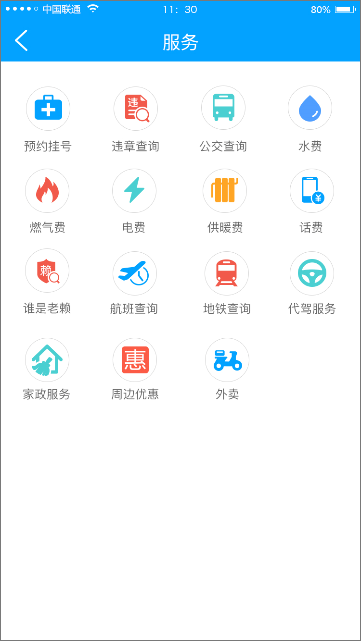 中国联通 11：30 80%
服务
违
预约挂号 违章查询 公交查询 水费
¥
燃气费 电费 供暖费 话费
赖
谁是老赖 航班查询 地铁查询 代驾服务
惠
家政服务 周边优惠 外卖